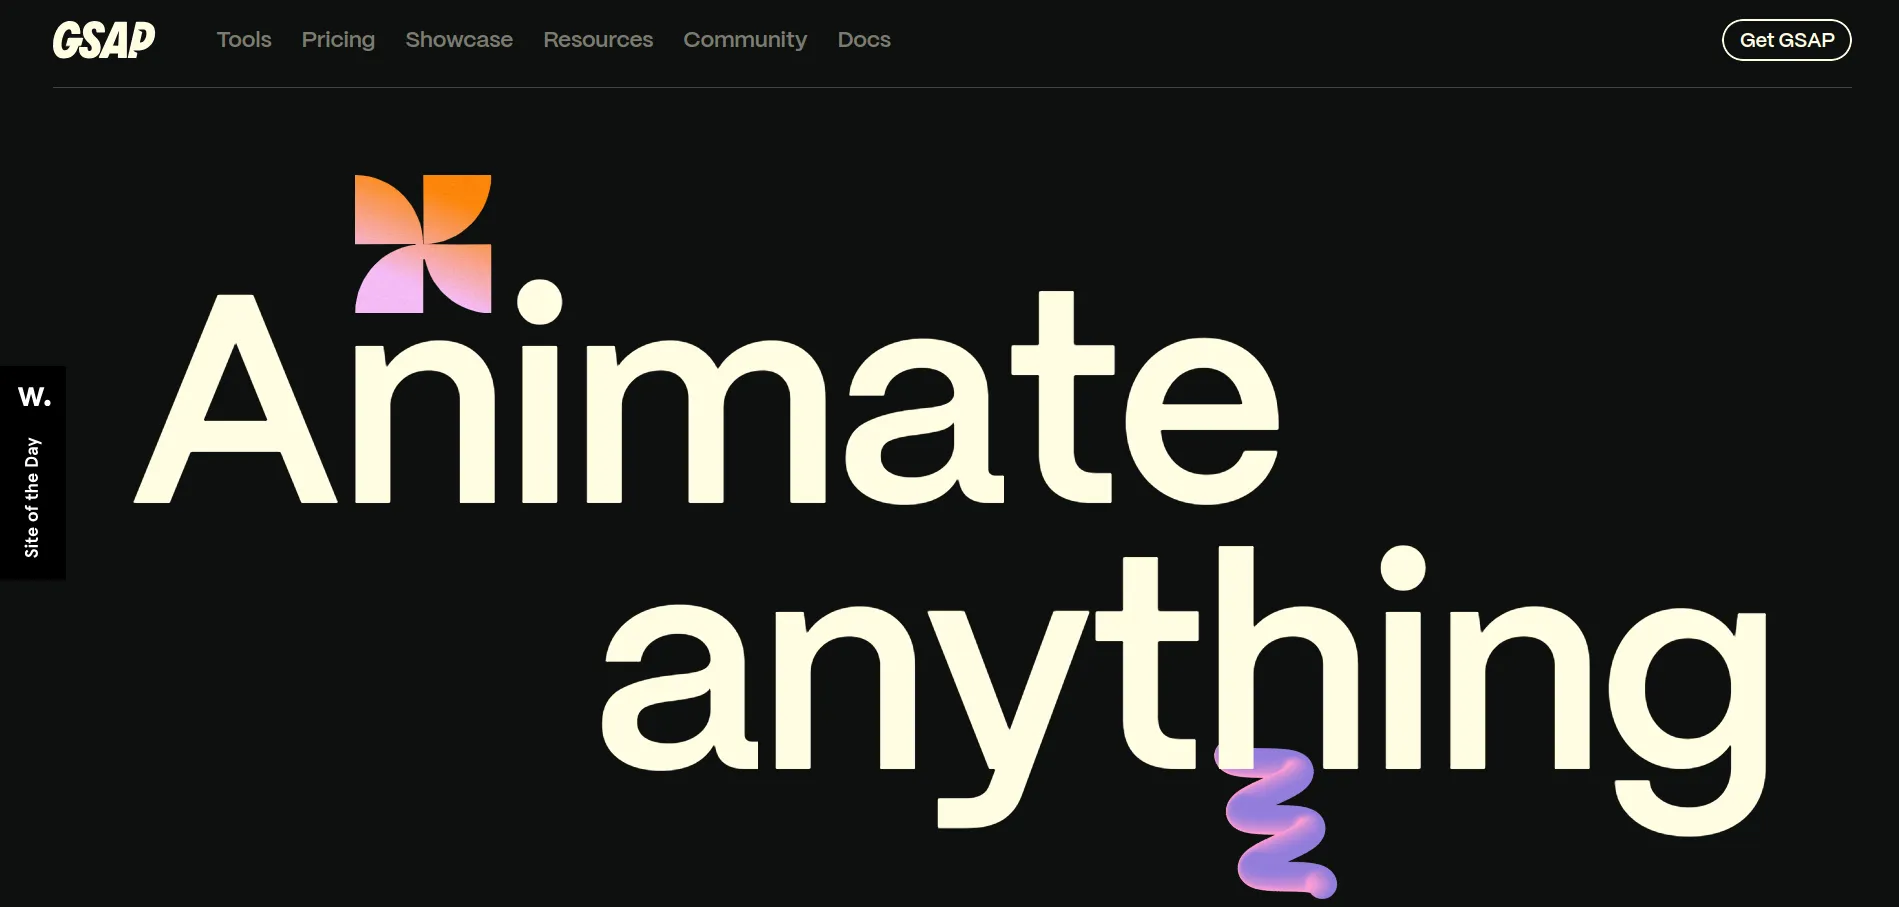 GSAP
Tools Pricing Showcase Resources Community Docs
Get GSAP
Animate
anything
W.
Site of the Day